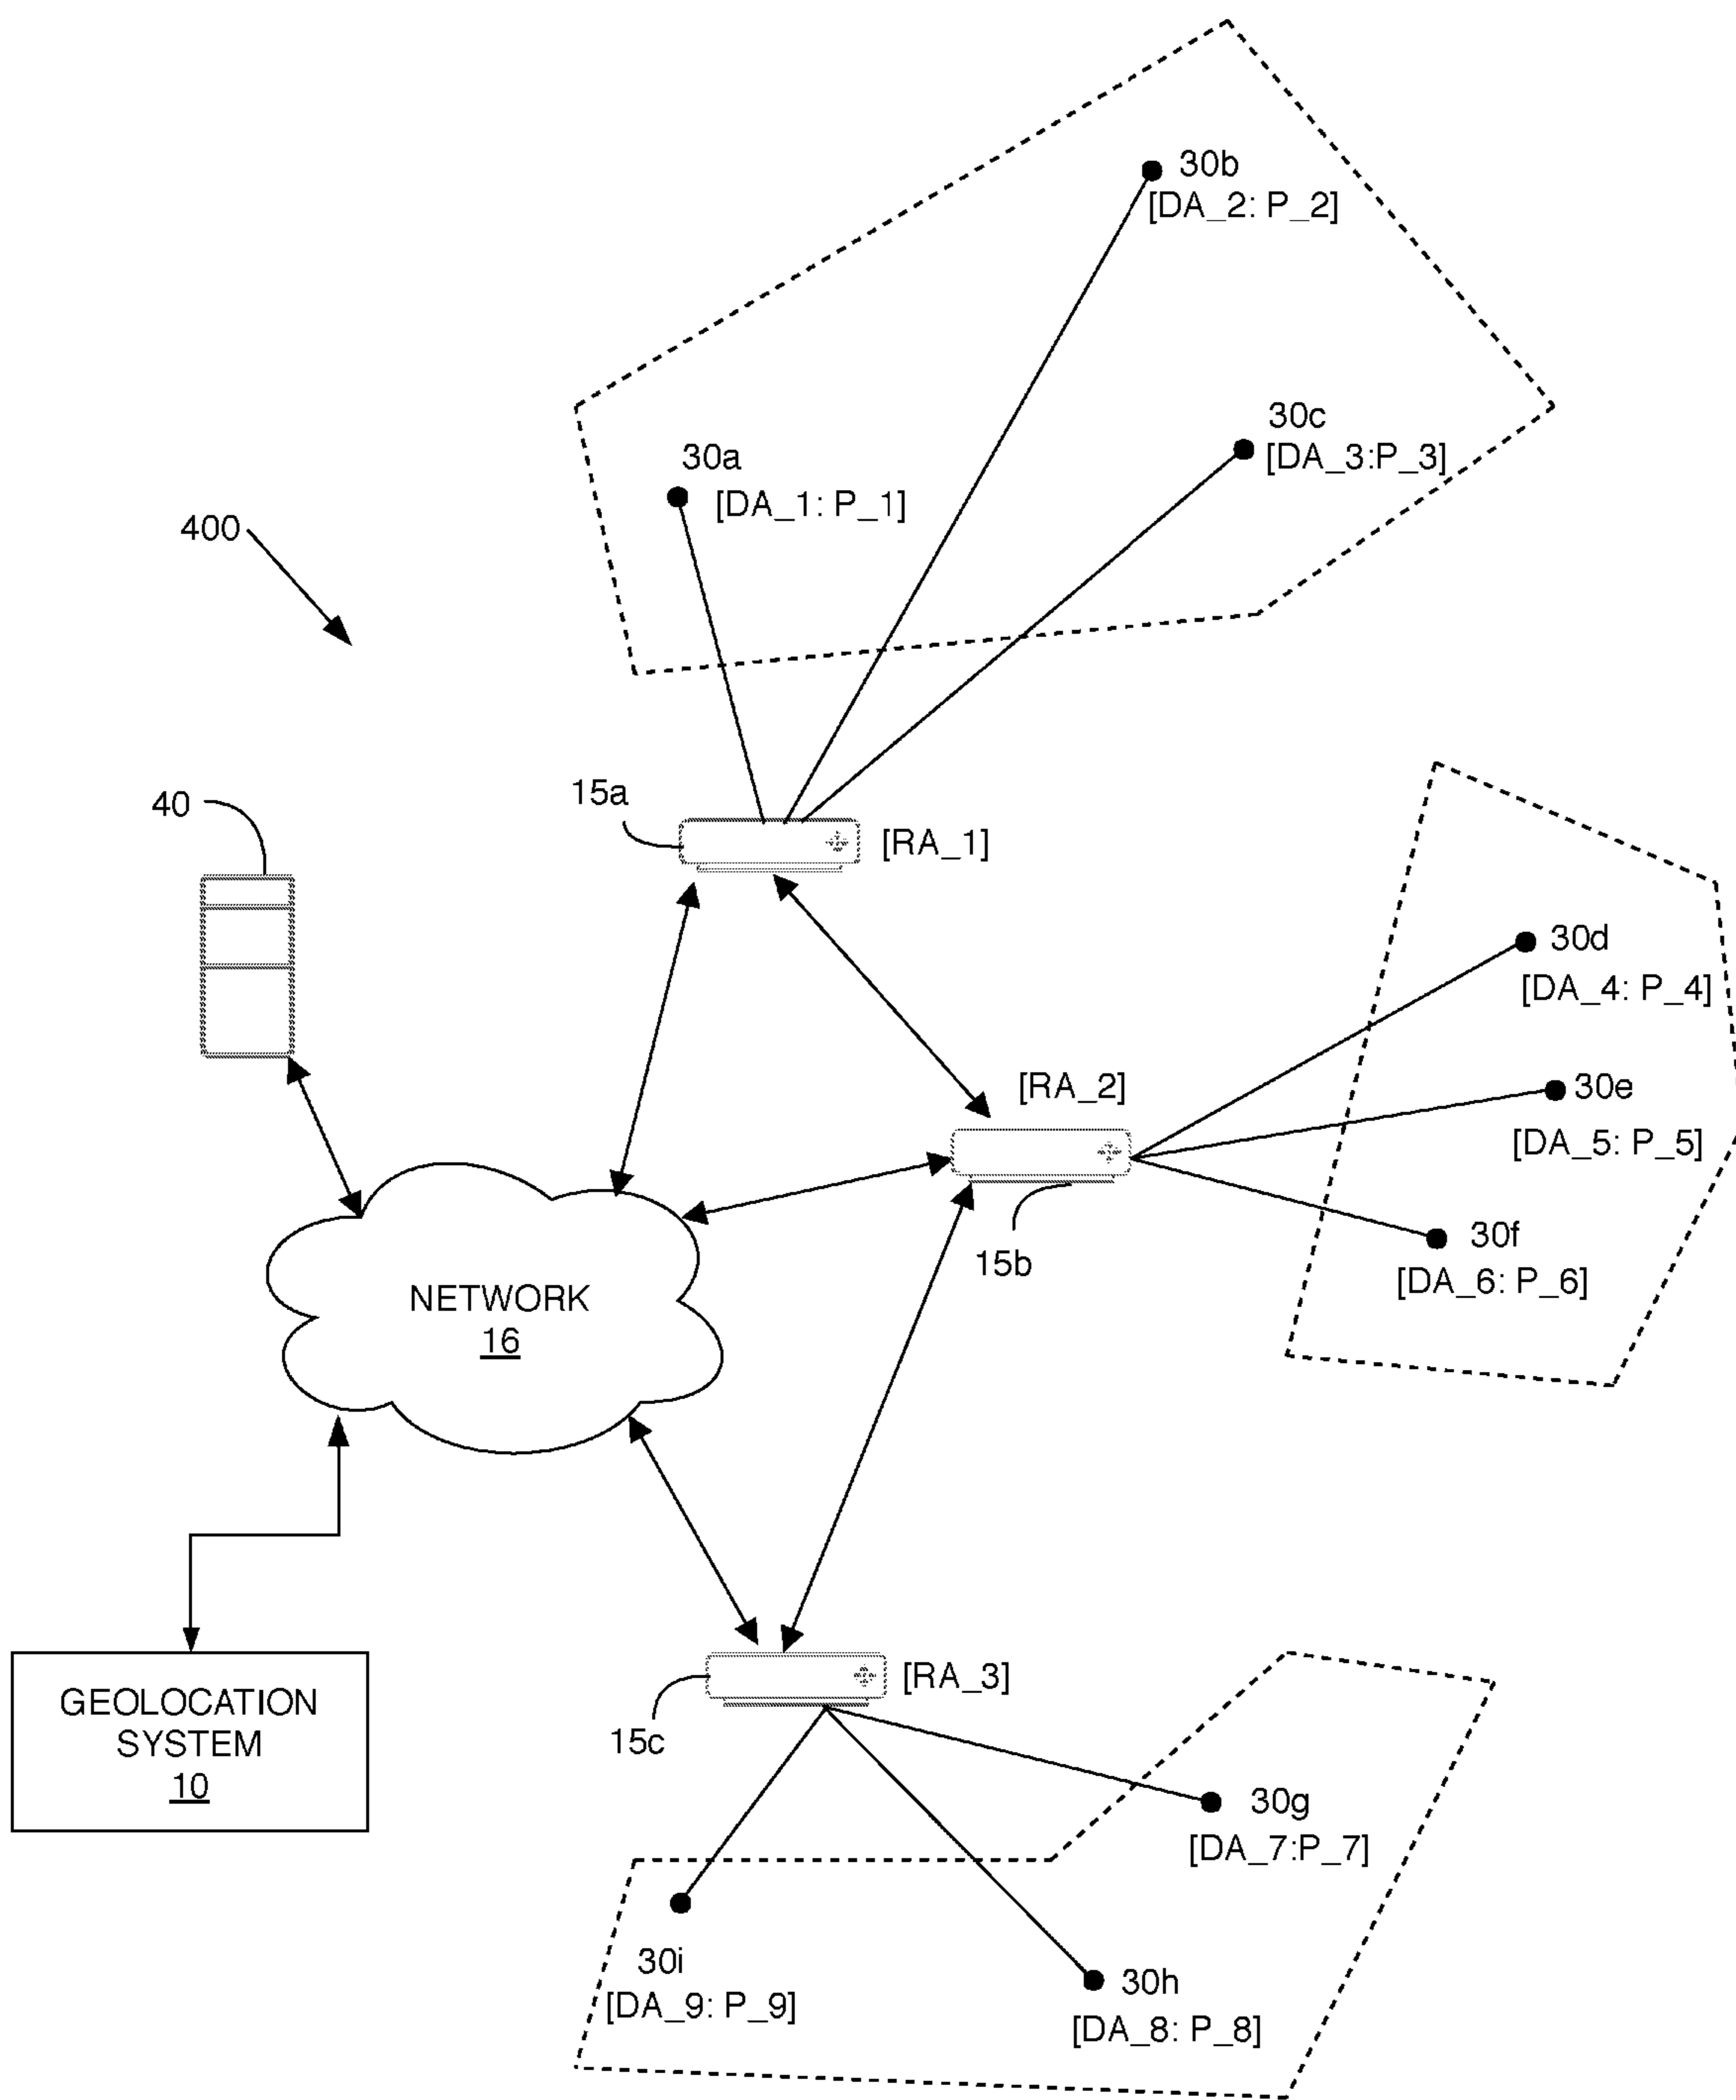 30b
[DA_2: P_2]
30c
[DA_3:P_3]
30a
[DA_1: P_1]
400
15a
40
[RA_1]
30d
[DA_4: P_4]
[RA_2]
30e
[DA_5: P_5]
30f
[DA_6: P_6]
15b
NETWORK
16
[RA_3]
15c
GEOLOCATION
SYSTEM
10
30g
[DA_7:P_7]
30i
[DA_9: P_9]
30h
[DA_8: P_8]